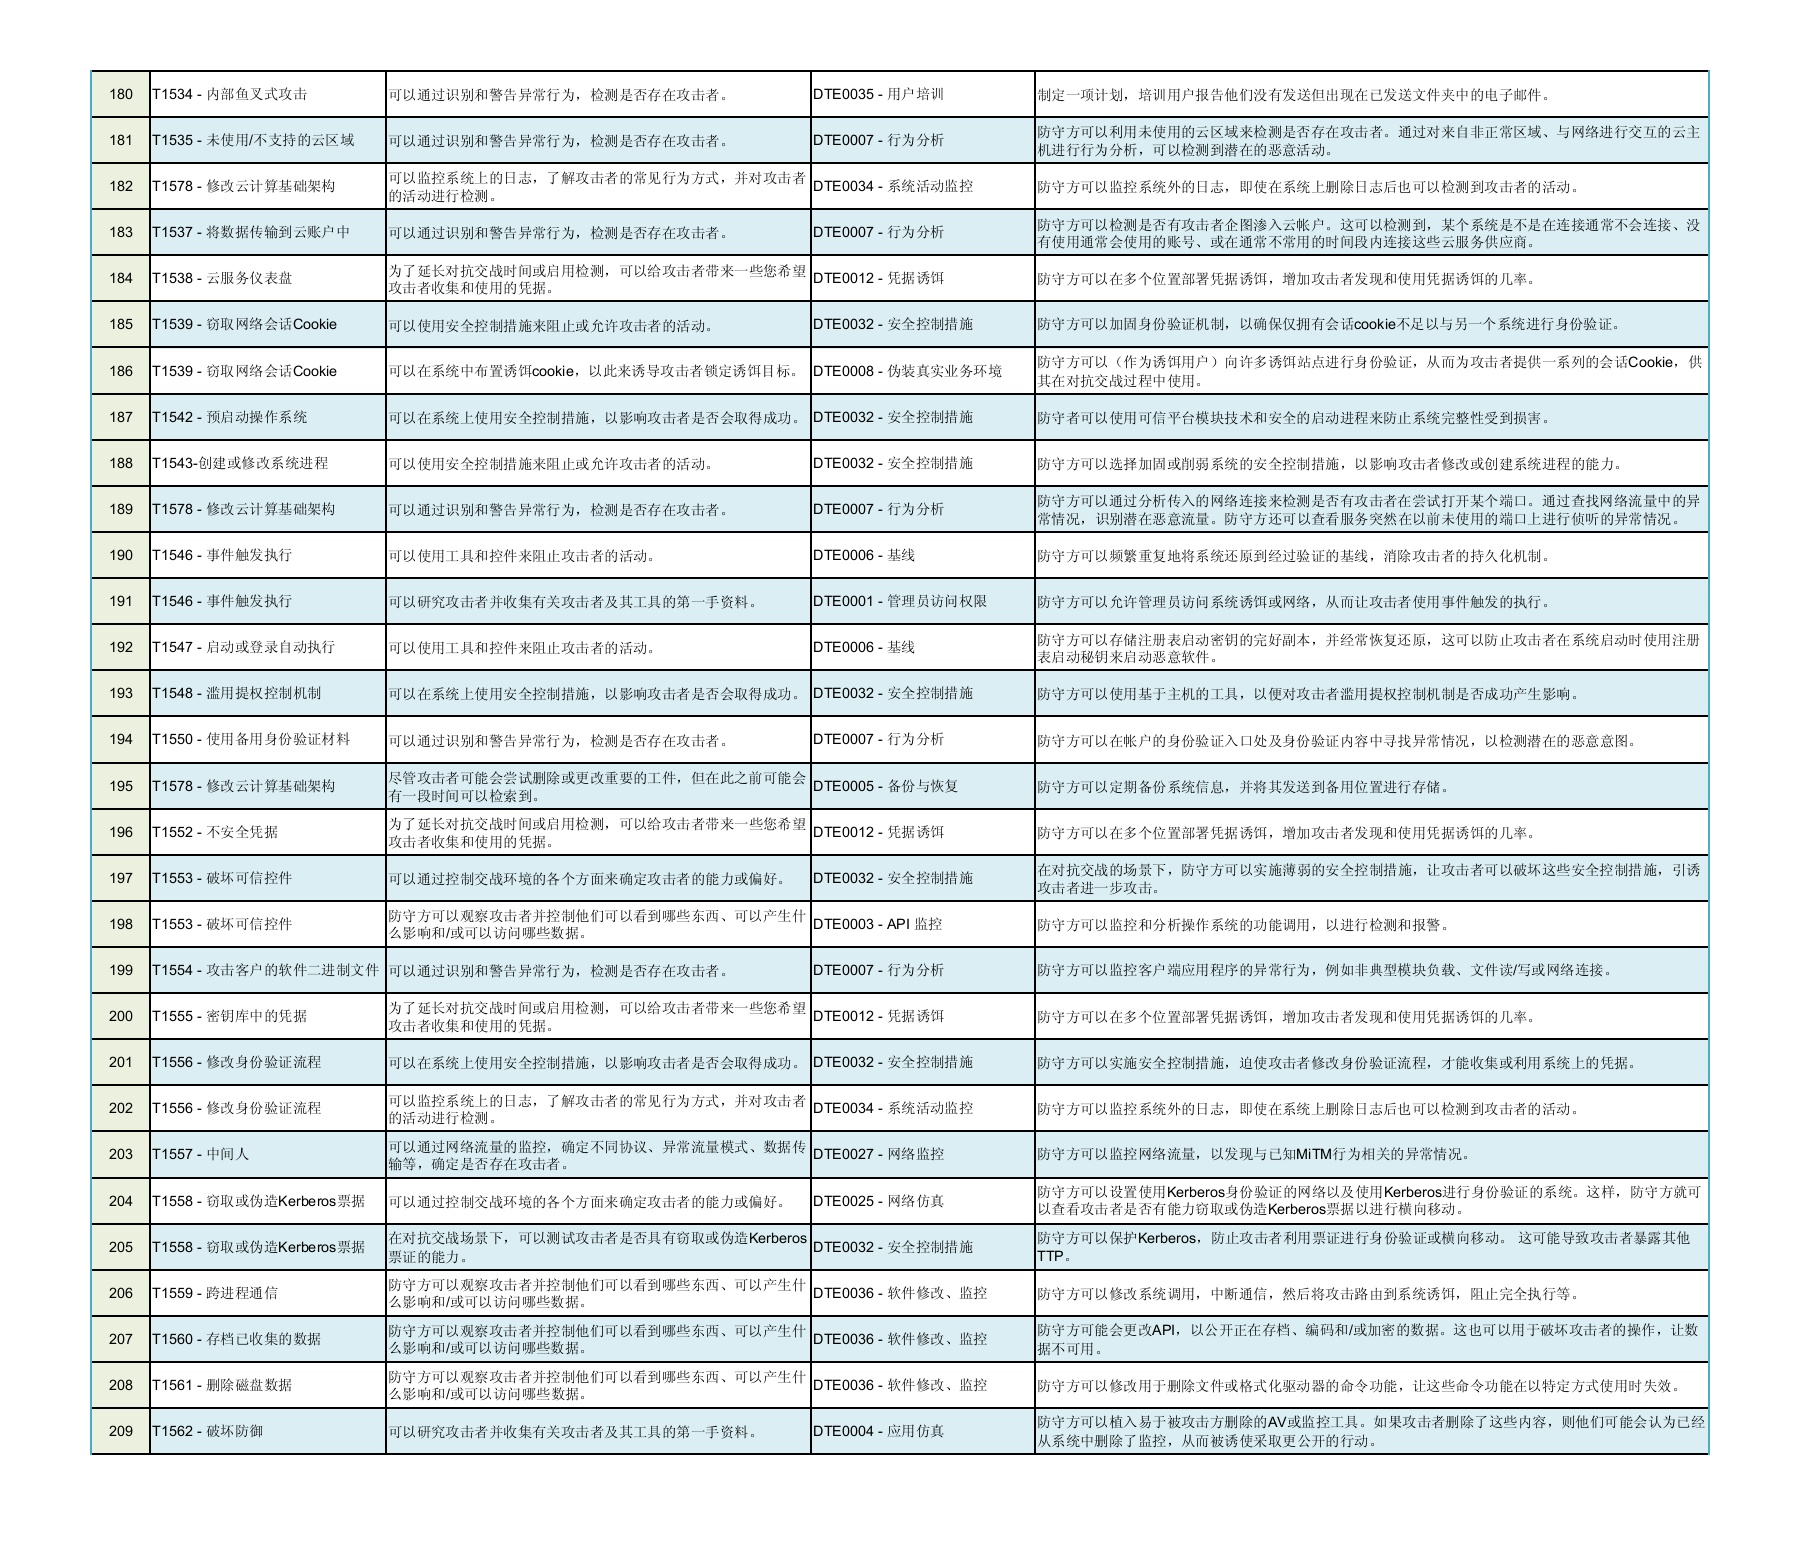 180 T1534 - 内部鱼叉式攻击 可以通过识别和警告异常行为，检测是否存在攻击者。 DTE0035 - 用户培训 制定一项计划，培训用户报告他们没有发送但出现在已发送文件夹中的电子邮件。
181 T1535 - 未使用/不支持的云区域 可以通过识别和警告异常行为，检测是否存在攻击者。 DTE0007 - 行为分析 防守方可以利用未使用的云区域来检测是否存在攻击者。通过对来自非正常区域、与网络进行交互的云主
机进行行为分析，可以检测到潜在的恶意活动。
182 T1578 - 修改云计算基础架构 可以监控系统上的日志，了解攻击者的常见行为方式，并对攻击者
的活动进行检测。 DTE0034 - 系统活动监控 防守方可以监控系统外的日志，即使在系统上删除日志后也可以检测到攻击者的活动。
183 T1537 - 将数据传输到云账户中 可以通过识别和警告异常行为，检测是否存在攻击者。 DTE0007 - 行为分析 防守方可以检测是否有攻击者企图渗入云帐户。这可以检测到，某个系统是不是在连接通常不会连接、没
有使用通常会使用的账号、或在通常不常用的时间段内连接这些云服务供应商。
184 T1538 - 云服务仪表盘 为了延长对抗交战时间或启用检测，可以给攻击者带来一些您希望
攻击者收集和使用的凭据。 DTE0012 - 凭据诱饵 防守方可以在多个位置部署凭据诱饵，增加攻击者发现和使用凭据诱饵的几率。
185 T1539 - 窃取网络会话Cookie 可以使用安全控制措施来阻止或允许攻击者的活动。 DTE0032 - 安全控制措施 防守方可以加固身份验证机制，以确保仅拥有会话cookie不足以与另一个系统进行身份验证。
186 T1539 - 窃取网络会话Cookie 可以在系统中布置诱饵cookie，以此来诱导攻击者锁定诱饵目标。 DTE0008 - 伪装真实业务环境 防守方可以（作为诱饵用户）向许多诱饵站点进行身份验证，从而为攻击者提供一系列的会话Cookie，供
其在对抗交战过程中使用。
187 T1542 - 预启动操作系统 可以在系统上使用安全控制措施，以影响攻击者是否会取得成功。 DTE0032 - 安全控制措施 防守者可以使用可信平台模块技术和安全的启动进程来防止系统完整性受到损害。
188 T1543-创建或修改系统进程 可以使用安全控制措施来阻止或允许攻击者的活动。 DTE0032 - 安全控制措施 防守方可以选择加固或削弱系统的安全控制措施，以影响攻击者修改或创建系统进程的能力。
189 T1578 - 修改云计算基础架构 可以通过识别和警告异常行为，检测是否存在攻击者。 DTE0007 - 行为分析 防守方可以通过分析传入的网络连接来检测是否有攻击者在尝试打开某个端口。通过查找网络流量中的异
常情况，识别潜在恶意流量。防守方还可以查看服务突然在以前未使用的端口上进行侦听的异常情况。
190 T1546 - 事件触发执行 可以使用工具和控件来阻止攻击者的活动。 DTE0006 - 基线 防守方可以频繁重复地将系统还原到经过验证的基线，消除攻击者的持久化机制。
191 T1546 - 事件触发执行 可以研究攻击者并收集有关攻击者及其工具的第一手资料。 DTE0001 - 管理员访问权限 防守方可以允许管理员访问系统诱饵或网络，从而让攻击者使用事件触发的执行。
192 T1547 - 启动或登录自动执行 可以使用工具和控件来阻止攻击者的活动。 DTE0006 - 基线 防守方可以存储注册表启动密钥的完好副本，并经常恢复还原，这可以防止攻击者在系统启动时使用注册
表启动秘钥来启动恶意软件。
193 T1548 - 滥用提权控制机制 可以在系统上使用安全控制措施，以影响攻击者是否会取得成功。 DTE0032 - 安全控制措施 防守方可以使用基于主机的工具，以便对攻击者滥用提权控制机制是否成功产生影响。
194 T1550 - 使用备用身份验证材料 可以通过识别和警告异常行为，检测是否存在攻击者。 DTE0007 - 行为分析 防守方可以在帐户的身份验证入口处及身份验证内容中寻找异常情况，以检测潜在的恶意意图。
195 T1578 - 修改云计算基础架构 尽管攻击者可能会尝试删除或更改重要的工件，但在此之前可能会
有一段时间可以检索到。 DTE0005 - 备份与恢复 防守方可以定期备份系统信息，并将其发送到备用位置进行存储。
196 T1552 - 不安全凭据 为了延长对抗交战时间或启用检测，可以给攻击者带来一些您希望
攻击者收集和使用的凭据。 DTE0012 - 凭据诱饵 防守方可以在多个位置部署凭据诱饵，增加攻击者发现和使用凭据诱饵的几率。
197 T1553 - 破坏可信控件 可以通过控制交战环境的各个方面来确定攻击者的能力或偏好。 DTE0032 - 安全控制措施 在对抗交战的场景下，防守方可以实施薄弱的安全控制措施，让攻击者可以破坏这些安全控制措施，引诱
攻击者进一步攻击。
198 T1553 - 破坏可信控件 防守方可以观察攻击者并控制他们可以看到哪些东西、可以产生什
么影响和/或可以访问哪些数据。 DTE0003 - API 监控 防守方可以监控和分析操作系统的功能调用，以进行检测和报警。
199 T1554 - 攻击客户的软件二进制文件 可以通过识别和警告异常行为，检测是否存在攻击者。 DTE0007 - 行为分析 防守方可以监控客户端应用程序的异常行为，例如非典型模块负载、文件读/写或网络连接。
200 T1555 - 密钥库中的凭据 为了延长对抗交战时间或启用检测，可以给攻击者带来一些您希望
攻击者收集和使用的凭据。 DTE0012 - 凭据诱饵 防守方可以在多个位置部署凭据诱饵，增加攻击者发现和使用凭据诱饵的几率。
201 T1556 - 修改身份验证流程 可以在系统上使用安全控制措施，以影响攻击者是否会取得成功。 DTE0032 - 安全控制措施 防守方可以实施安全控制措施，迫使攻击者修改身份验证流程，才能收集或利用系统上的凭据。
202 T1556 - 修改身份验证流程 可以监控系统上的日志，了解攻击者的常见行为方式，并对攻击者
的活动进行检测。 DTE0034 - 系统活动监控 防守方可以监控系统外的日志，即使在系统上删除日志后也可以检测到攻击者的活动。
203 T1557 - 中间人 可以通过网络流量的监控，确定不同协议、异常流量模式、数据传
输等，确定是否存在攻击者。 DTE0027 - 网络监控 防守方可以监控网络流量，以发现与已知MiTM行为相关的异常情况。
204 T1558 - 窃取或伪造Kerberos票据 可以通过控制交战环境的各个方面来确定攻击者的能力或偏好。 DTE0025 - 网络仿真 防守方可以设置使用Kerberos身份验证的网络以及使用Kerberos进行身份验证的系统。这样，防守方就可
以查看攻击者是否有能力窃取或伪造Kerberos票据以进行横向移动。
205 T1558 - 窃取或伪造Kerberos票据 在对抗交战场景下，可以测试攻击者是否具有窃取或伪造Kerberos
票证的能力。 DTE0032 - 安全控制措施 防守方可以保护Kerberos，防止攻击者利用票证进行身份验证或横向移动。 这可能导致攻击者暴露其他
TTP。
206 T1559 - 跨进程通信 防守方可以观察攻击者并控制他们可以看到哪些东西、可以产生什
么影响和/或可以访问哪些数据。 DTE0036 - 软件修改、监控 防守方可以修改系统调用，中断通信，然后将攻击路由到系统诱饵，阻止完全执行等。
207 T1560 - 存档已收集的数据 防守方可以观察攻击者并控制他们可以看到哪些东西、可以产生什
么影响和/或可以访问哪些数据。 DTE0036 - 软件修改、监控 防守方可能会更改API，以公开正在存档、编码和/或加密的数据。这也可以用于破坏攻击者的操作，让数
据不可用。
208 T1561 - 删除磁盘数据 防守方可以观察攻击者并控制他们可以看到哪些东西、可以产生什
么影响和/或可以访问哪些数据。 DTE0036 - 软件修改、监控 防守方可以修改用于删除文件或格式化驱动器的命令功能，让这些命令功能在以特定方式使用时失效。
209 T1562 - 破坏防御 可以研究攻击者并收集有关攻击者及其工具的第一手资料。 DTE0004 - 应用仿真 防守方可以植入易于被攻击方删除的AV或监控工具。如果攻击者删除了这些内容，则他们可能会认为已经
从系统中删除了监控，从而被诱使采取更公开的行动。